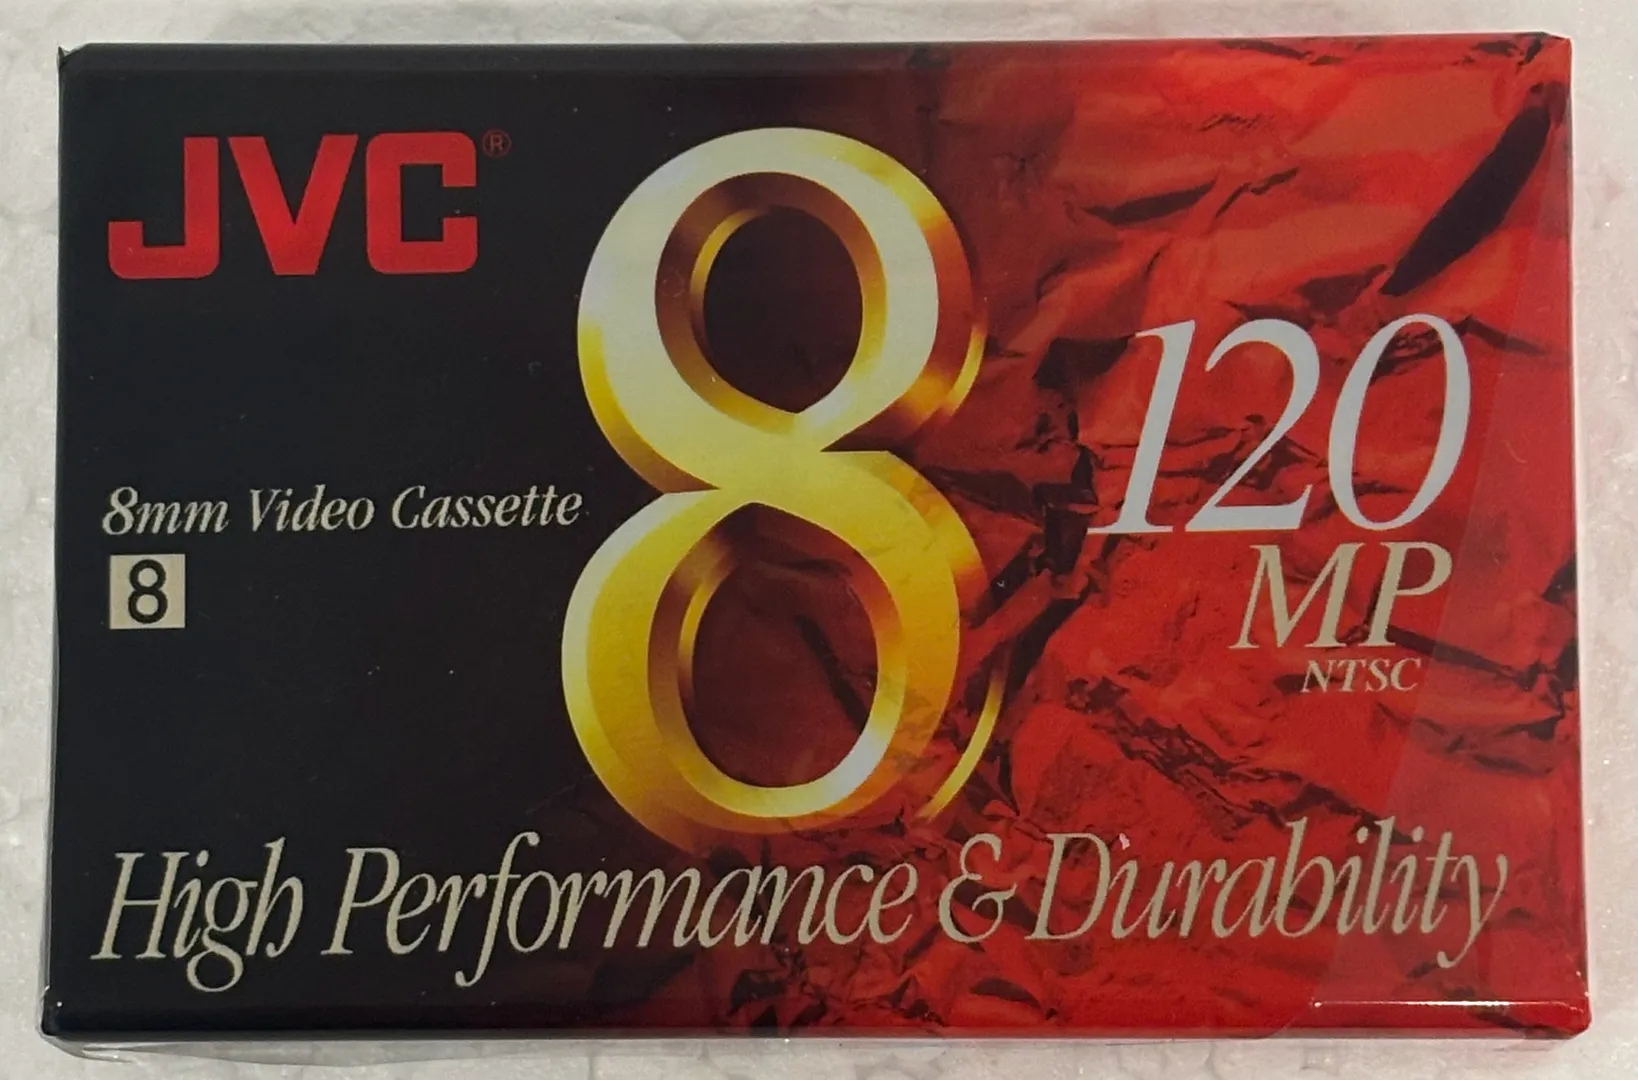 JVC®
8
120
MP
NTSC
8mm Video Cassette
8
High Performance & Durability